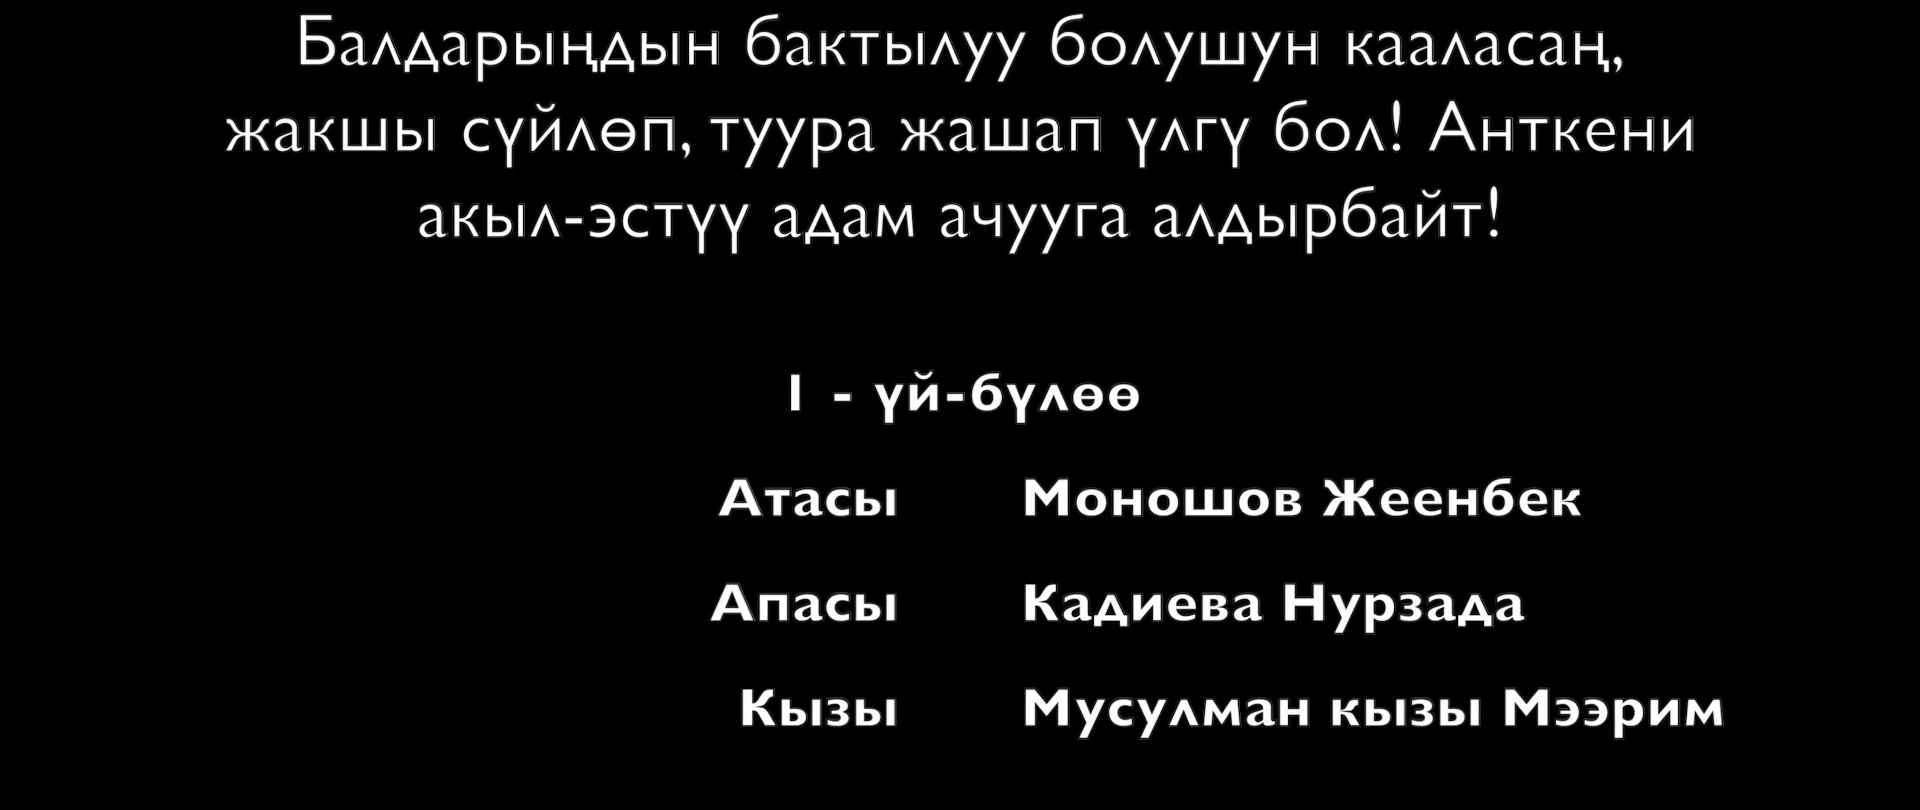 Балдарыңдын бактылуу болушун кааласаң,
жакшы сүйлөп, туура жашап үлгү бол! Анткени
акыл-эстүү адам ачууга алдырбайт!
1 - үй-бүлөө
Атасы Моношов Жеенбек
Апасы Кадиева Нурзада
Кызы Мусулман кызы Мээрим